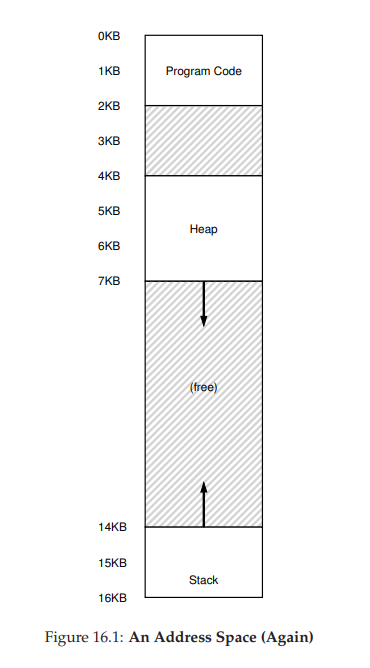 0KB
1KB
Program Code
2KB
3KB
4KB
5KB
Heap
6KB
7KB
(free)
14KB
15KB
Stack
16KB
Figure 16.1: An Address Space (Again)